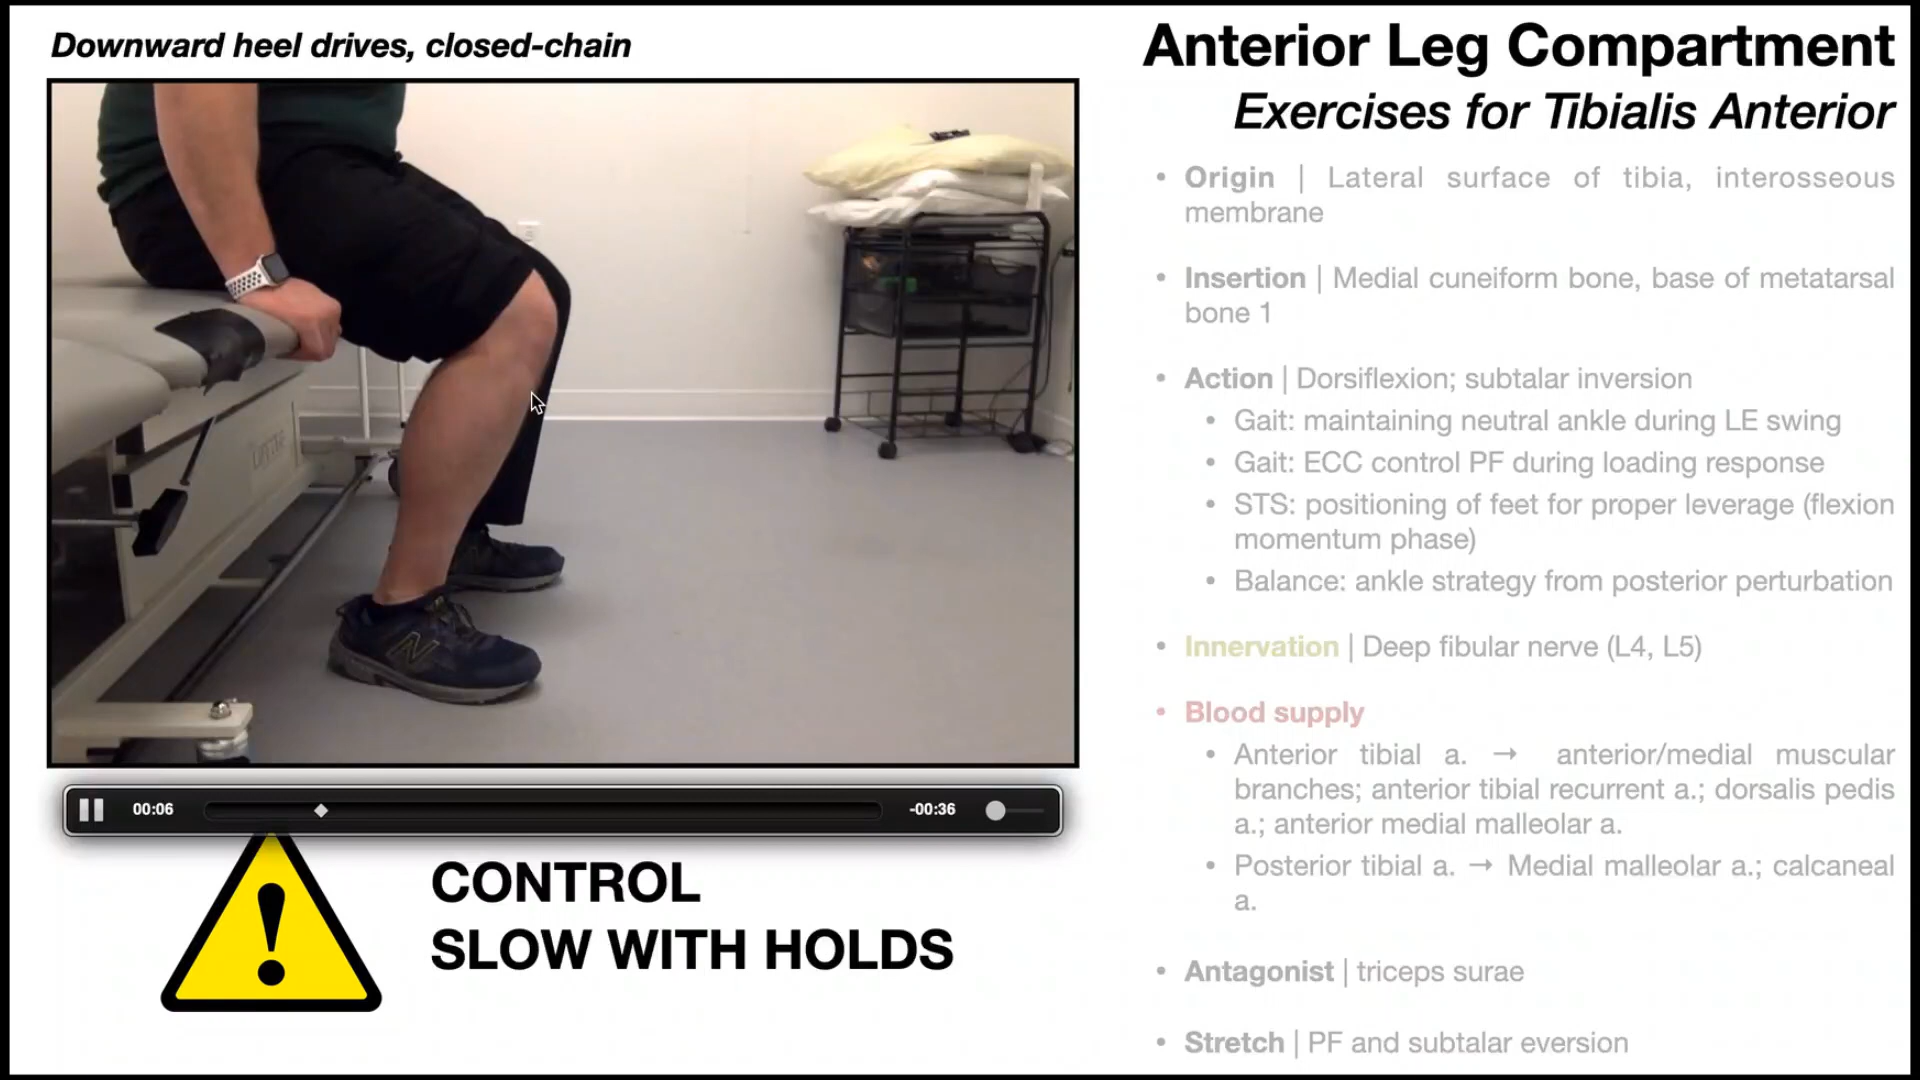 Downward heel drives, closed-chain
Anterior Leg Compartment
Exercises for Tibialis Anterior
• Origin | Lateral surface of tibia, interosseous
membrane
• Insertion | Medial cuneiform bone, base of metatarsal
bone 1
• Action | Dorsiflexion; subtalar inversion
• Gait: maintaining neutral ankle during LE swing
• Gait: ECC control PF during loading response
• STS: positioning of feet for proper leverage (flexion
momentum phase)
• Balance: ankle strategy from posterior perturbation
• Innervation | Deep fibular nerve (L4, L5)
• Blood supply
• Anterior tibial a. → anterior/medial muscular
branches; anterior tibial recurrent a.; dorsalis pedis
a.; anterior medial malleolar a.
• Posterior tibial a. → Medial malleolar a.; calcaneal
a.
• Antagonist | triceps surae
• Stretch | PF and subtalar eversion
N
00:06
-00:36
!
CONTROL
SLOW WITH HOLDS